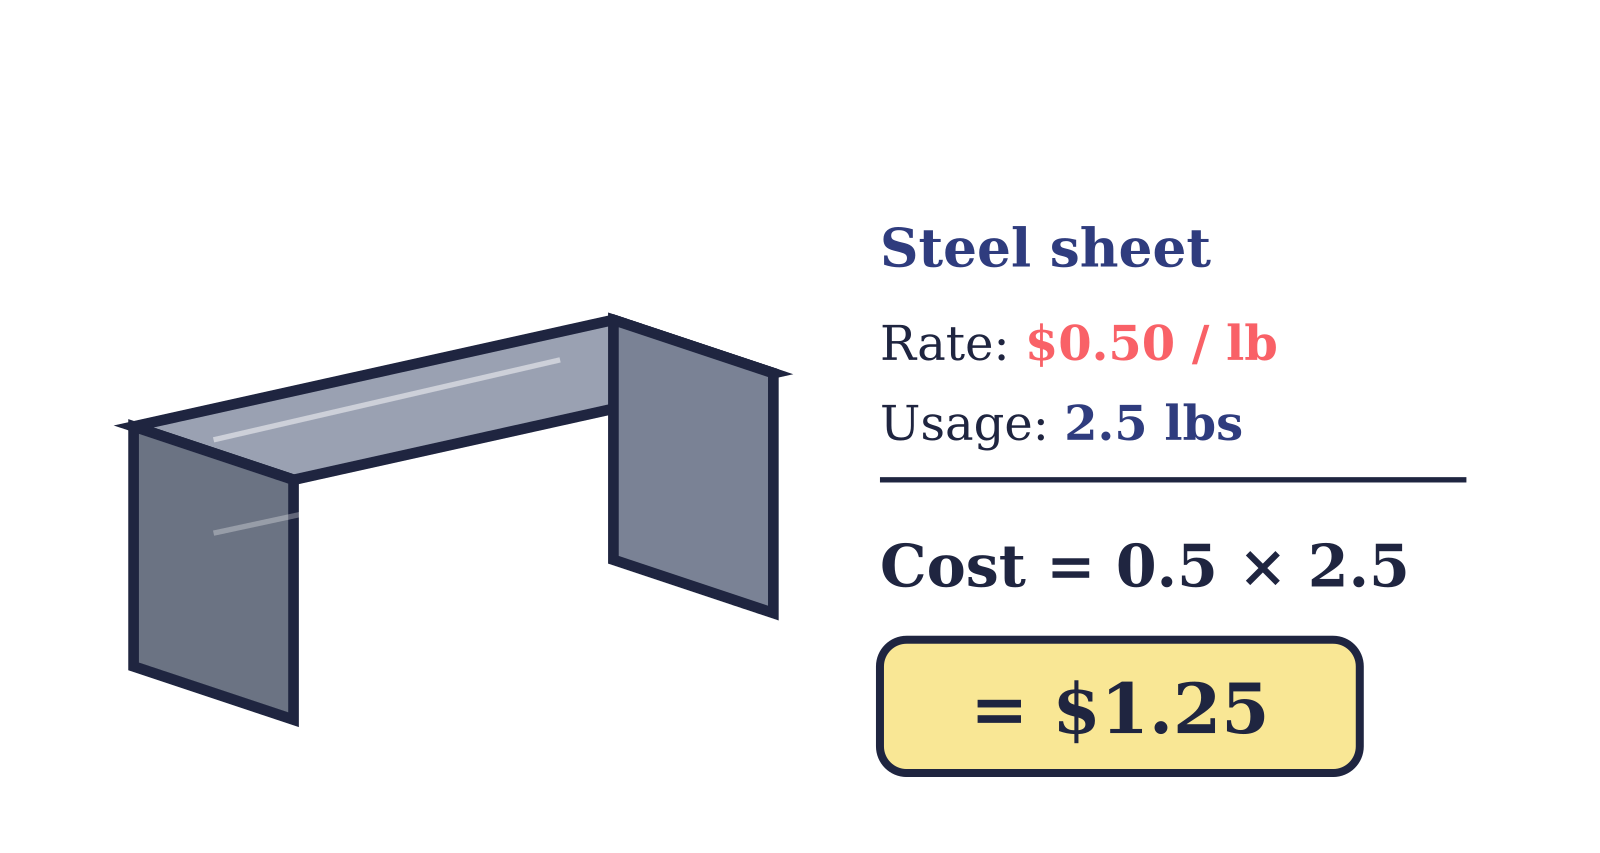 Steel sheet
Rate: $0.50 / lb
Usage: 2.5 lbs
Cost = 0.5 × 2.5
= $1.25